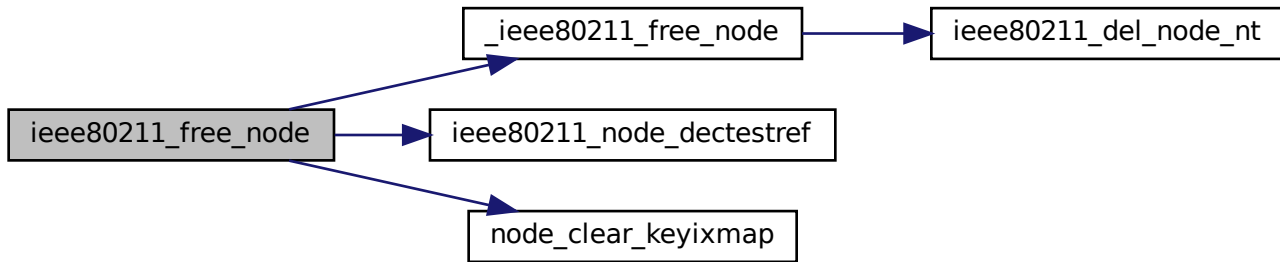 _ieee80211_free_node
ieee80211_del_node_nt
ieee80211_free_node
ieee80211_node_dectestref
node_clear_keyixmap